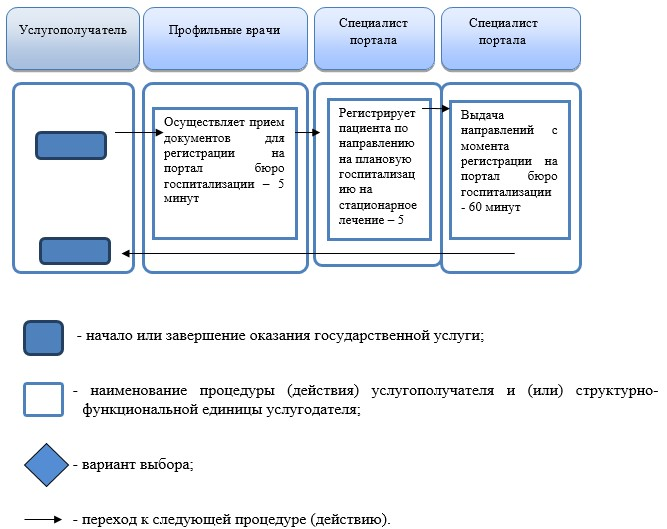 Услугополучатель
Профильные врачи
Специалист
портала
Специалист
портала
Осуществляет прием
документов для
регистрации на
портал бюро
госпитализации – 5
минут
Регистрирует
пациента по
направлению
на плановую
госпитализац
ию на
стационарное
лечение – 5
Выдача
направлений с
момента
регистрации на
портал бюро
госпитализации
- 60 минут
- начало или завершение оказания государственной услуги;
- наименование процедуры (действия) услугополучателя и (или) структурно-
функциональной единицы услугодателя;
- вариант выбора;
- переход к следующей процедуре (действию).